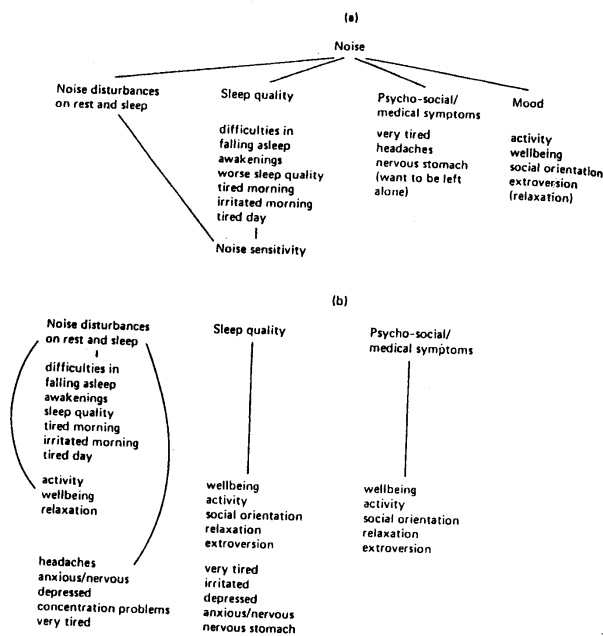 (a)
Noise
Noise disturbances
on rest and sleep
Sleep quality
difficulties in
falling asleep
awakenings
worse sleep quality
tired morning
irritated morning
tired day
Noise sensitivity
Psycho-social/
medical symptoms
very tired
headaches
nervous stomach
(want to be left
alone)
Mood
activity
wellbeing
social orientation
extroversion
(relaxation)
(b)
Noise disturbances
on rest and sleep
difficulties in
falling asleep
awakenings
sleep quality
tired morning
irritated morning
tired day
activity
wellbeing
relaxation
headaches
anxious/nervous
depressed
concentration problems
very tired
Sleep quality
wellbeing
activity
social orientation
relaxation
extroversion
very tired
irritated
depressed
anxious/nervous
nervous stomach
Psycho-social/
medical symptoms
wellbeing
activity
social orientation
relaxation
extroversion